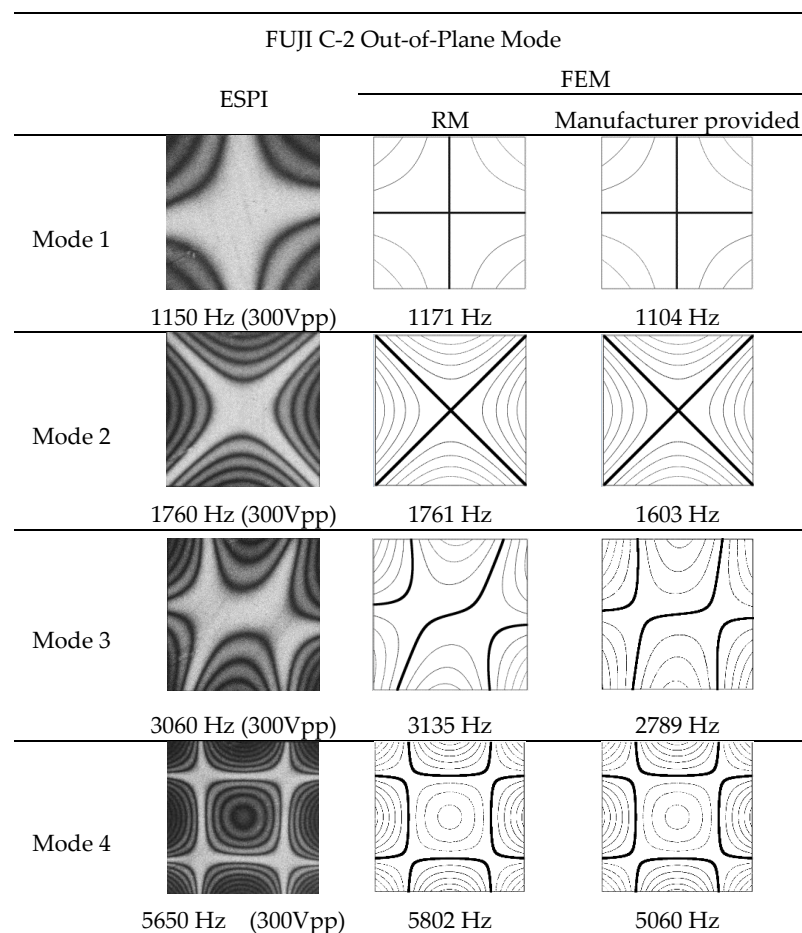 FUJI C-2 Out-of-Plane Mode
ESPI
FEM
RM
Manufacturer provided
Mode 1
1150 Hz (300Vpp)
1171 Hz
1104 Hz
Mode 2
1760 Hz (300Vpp)
1761 Hz
1603 Hz
Mode 3
3060 Hz (300Vpp)
3135 Hz
2789 Hz
Mode 4
5650 Hz (300Vpp)
5802 Hz
5060 Hz